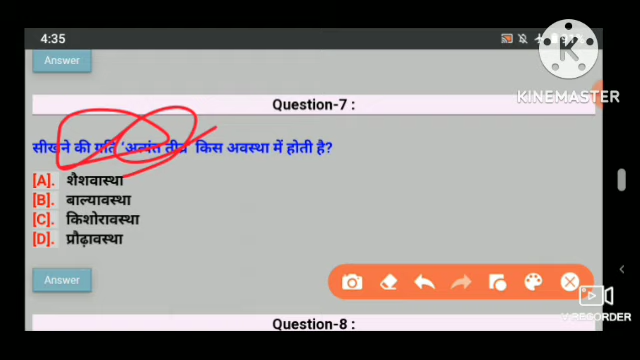 4:35
Answer
KINEMASTER
Question-7 :
सीखने की गति 'अत्यंत तीव्र' किस अवस्था में होती है?
[A]. शैशवास्था
[B]. बाल्यावस्था
[C]. किशोरावस्था
[D]. प्रौढ़ावस्था
Answer
V RECORDER
Question-8 :